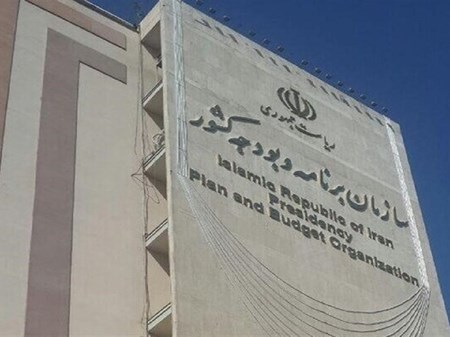 ریاست جمهوری
سازمان برنامه و بودجه کشور
Islamic Republic of Iran
Presidency
Plan and Budget Organization